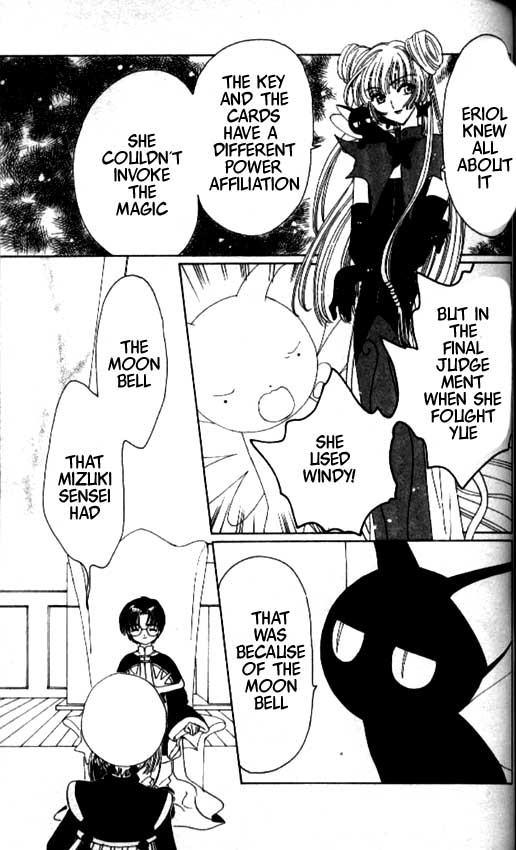 ERIOL
KNEW
ALL
ABOUT
IT
THE KEY
AND THE
CARDS
HAVE A
DIFFERENT
POWER
AFFILIATION
SHE
COULDN'T
INVOKE
THE
MAGIC
BUT IN
THE
FINAL
JUDGE
MENT
WHEN SHE
FOUGHT
YUE
SHE
USED
WINDY!
THAT
WAS
BECAUSE
OF THE
MOON
BELL
THE
MOON
BELL
THAT
MIZUKI
SENSEI
HAD